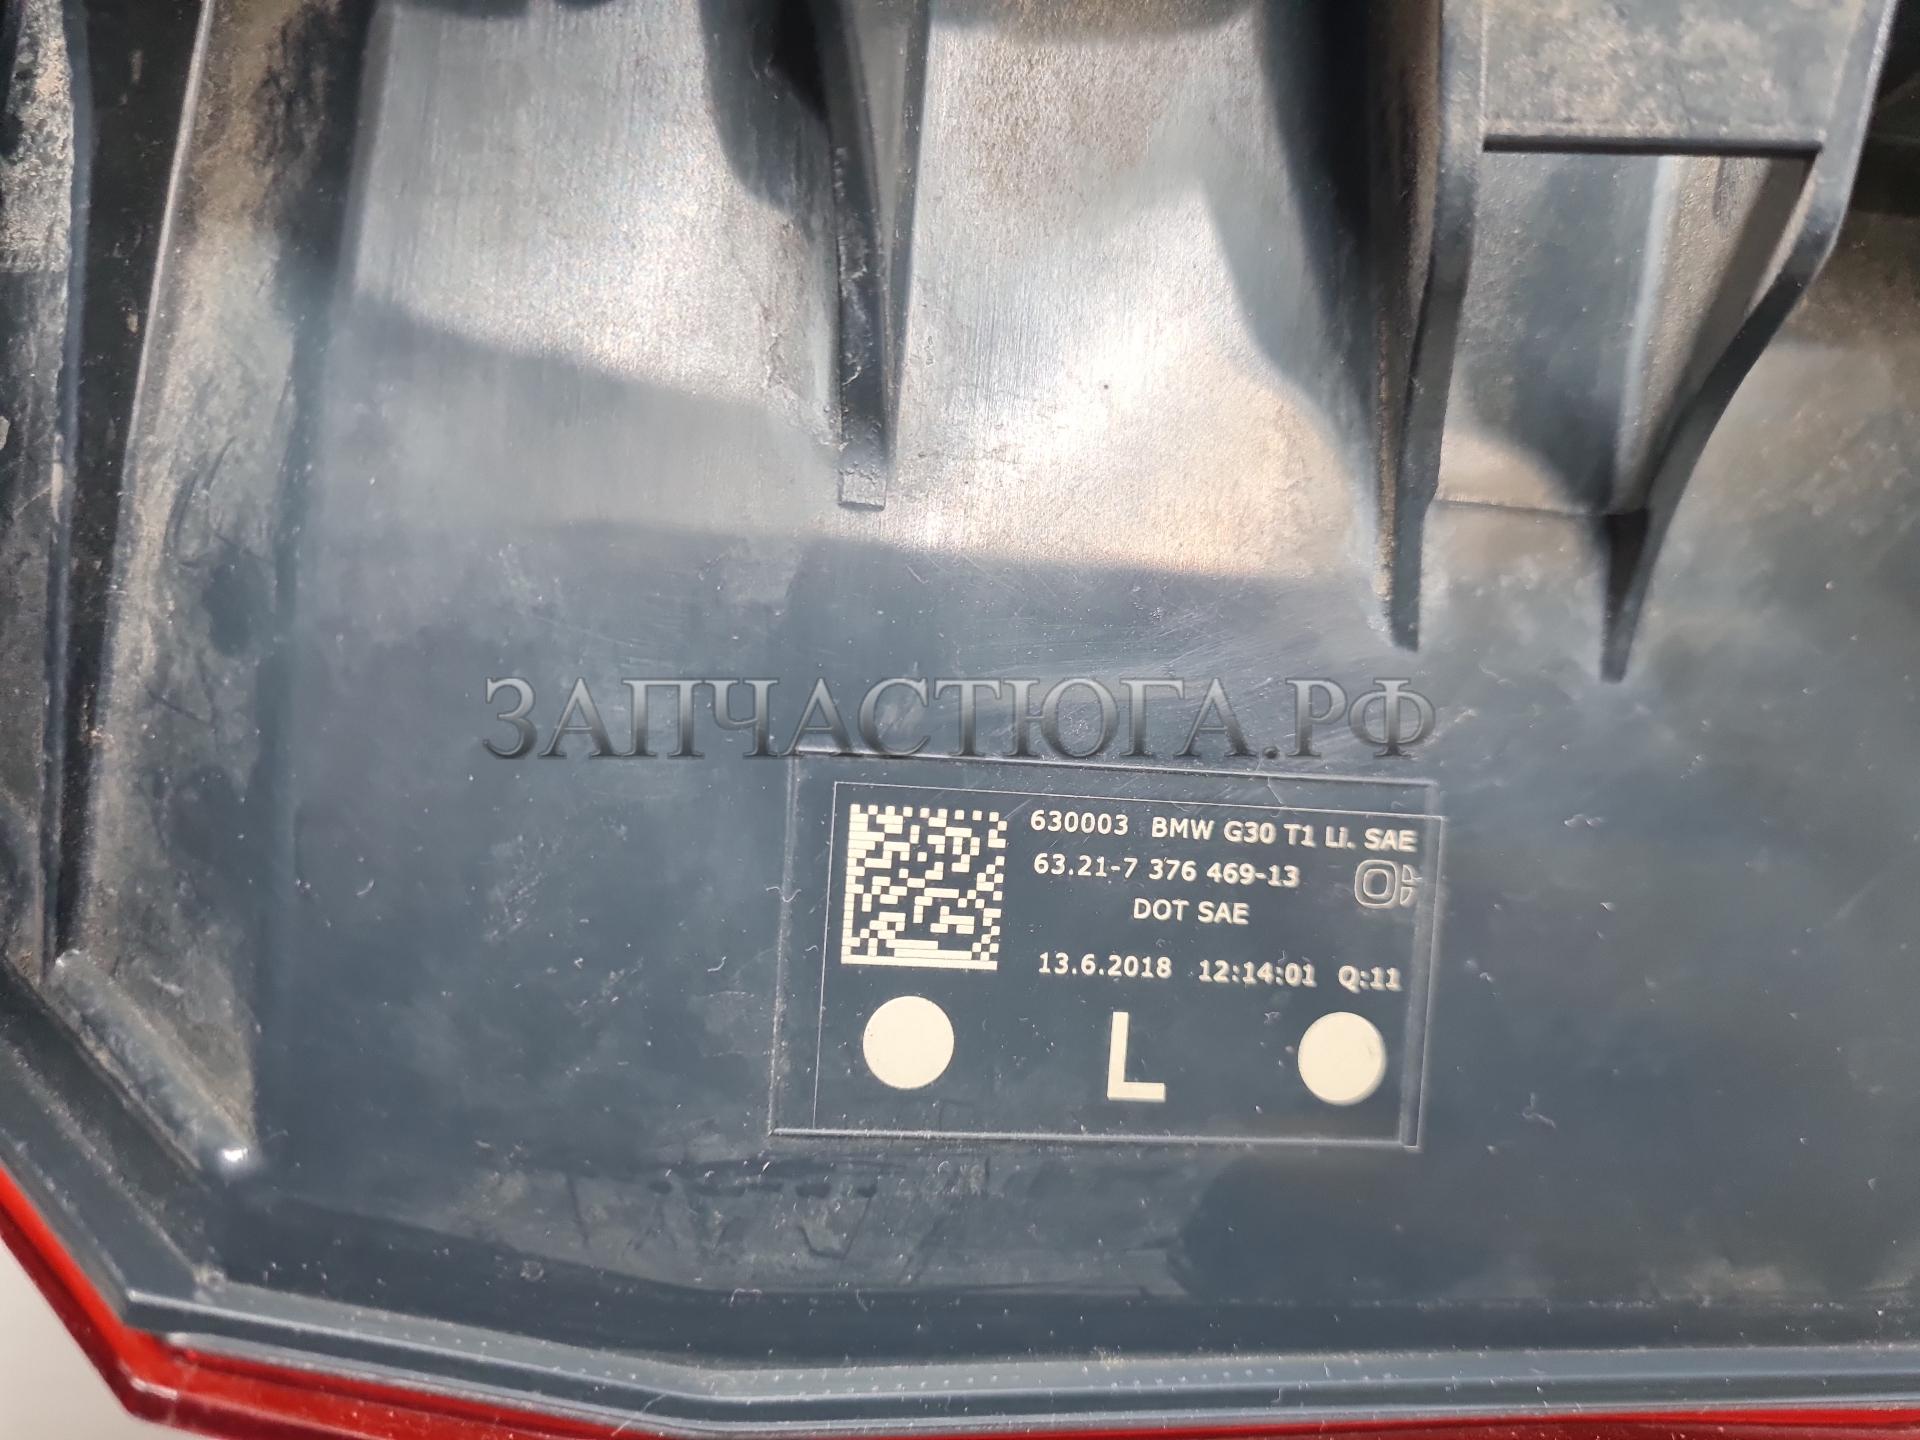 ЗАПЧАСТЮГА.РФ
630003 BMW G30 T1 Li. SAE
63.21-7 376 469-13
DOT SAE
13.6.2018 12:14:01 Q:11
L